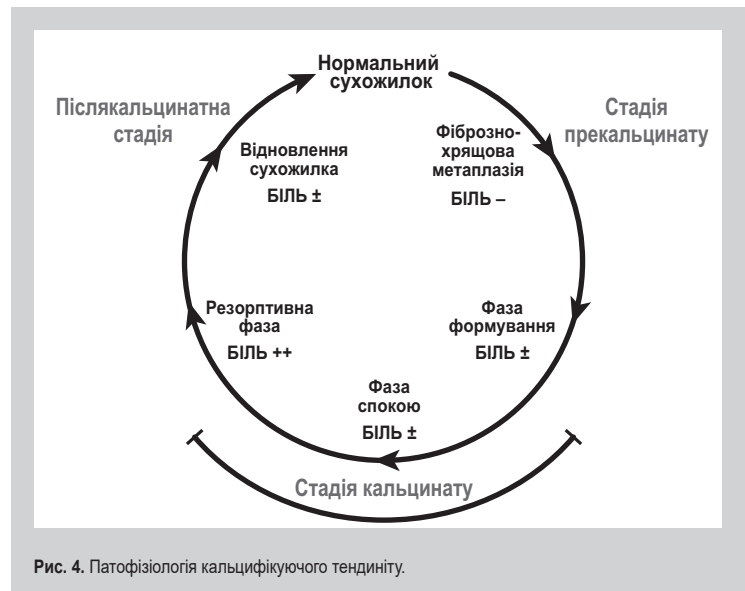 Нормальний
сухожилок
Післякальцинатна
стадія
Стадія
прекальцинату
Фіброзно-
хрящова
метаплазія
БІЛЬ –
Відновлення
сухожилка
БІЛЬ ±
Резорптивна
фаза
БІЛЬ ++
Фаза
формування
БІЛЬ ±
Фаза
спокою
БІЛЬ ±
Стадія кальцинату
Рис. 4. Патофізіологія кальцифікуючого тендиніту.